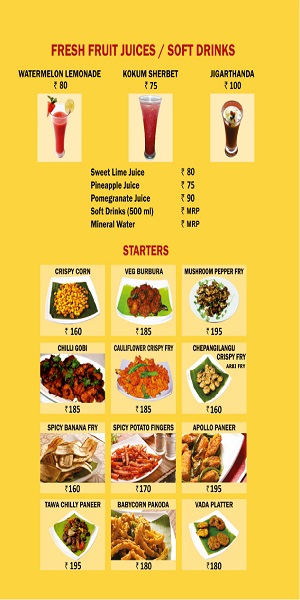 FRESH FRUIT JUICES / SOFT DRINKS
WATERMELON LEMONADE
₹ 80
KOKUM SHERBET
₹ 75
JIGARTHANDA
₹ 100
Sweet Lime Juice ₹ 80
Pineapple Juice ₹ 75
Pomegranate Juice ₹ 90
Soft Drinks (500 ml) ₹ MRP
Mineral Water ₹ MRP
STARTERS
CRISPY CORN
₹ 160
VEG BURBURA
₹ 185
MUSHROOM PEPPER FRY
₹ 195
CHILLI GOBI
₹ 185
CAULIFLOWER CRISPY FRY
₹ 185
CHEPANGILANGU
CRISPY FRY
ARBI FRY
₹ 160
SPICY BANANA FRY
₹ 160
SPICY POTATO FINGERS
₹ 170
APOLLO PANEER
₹ 195
TAWA CHILLY PANEER
₹ 195
BABYCORN PAKODA
₹ 180
VADA PLATTER
₹ 180